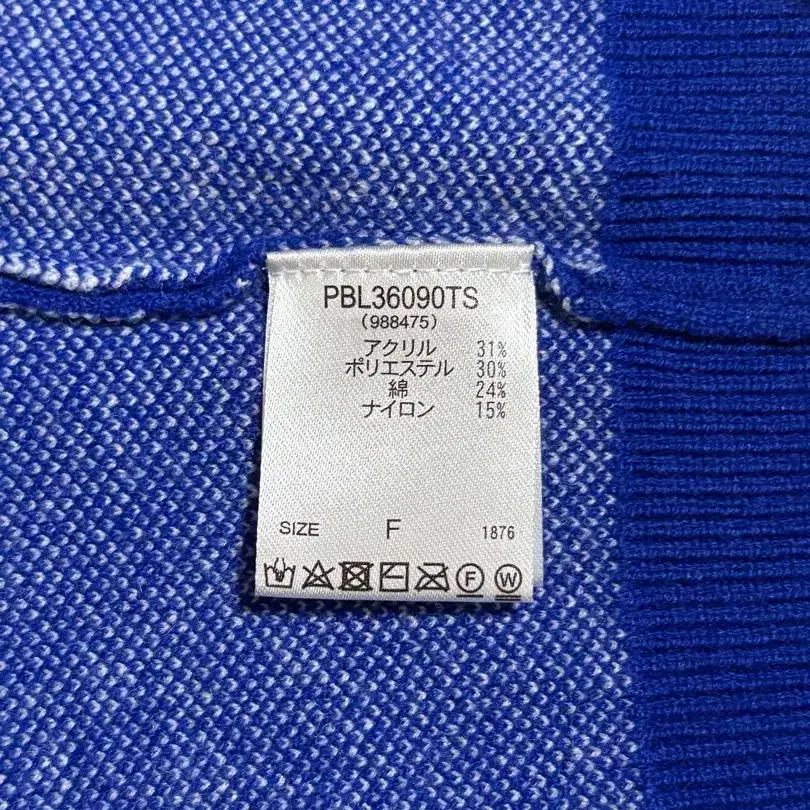 PBL36090TS
(988475)
アクリル 31%
ポリエステル 30%
綿 24%
ナイロン 15%
SIZE F 1876
F W